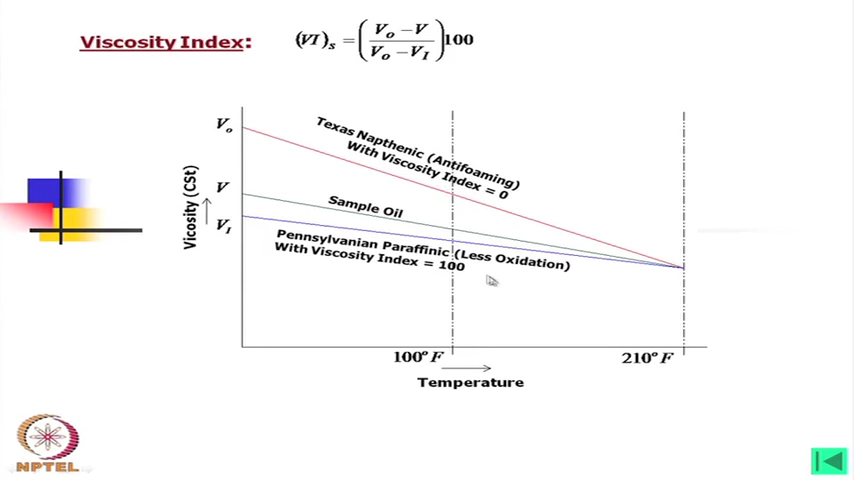 Viscosity Index:
(VI)s = (Vo − V / Vo − VI) 100
Texas Napthenic (Antifoaming)
With Viscosity Index = 0
Vo
V
Sample Oil
VI
Pennsylvanian Paraffinic (Less Oxidation)
With Viscosity Index = 100
Vicosity (CSt)
100° F
210° F
Temperature
NPTEL